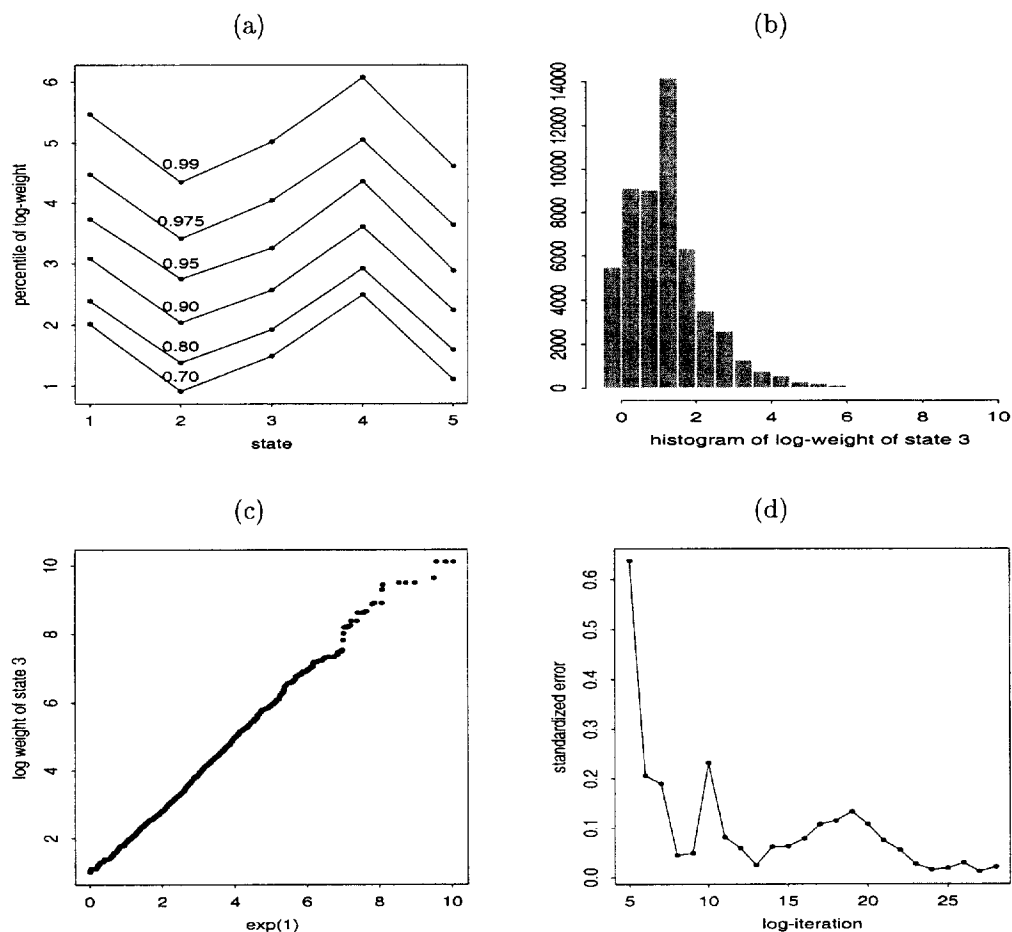 (a)
percentile of log-weight
6
5
4
3
2
1
0.99
0.975
0.95
0.90
0.80
0.70
1 2 3 4 5
state
(b)
14000
12000
10000
8000
6000
4000
2000
0
0 2 4 6 8 10
histogram of log-weight of state 3
(c)
log weight of state 3
10
8
6
4
2
0 2 4 6 8 10
exp(1)
(d)
standardized error
0.6
0.5
0.4
0.3
0.2
0.1
0.0
5 10 15 20 25
log-iteration